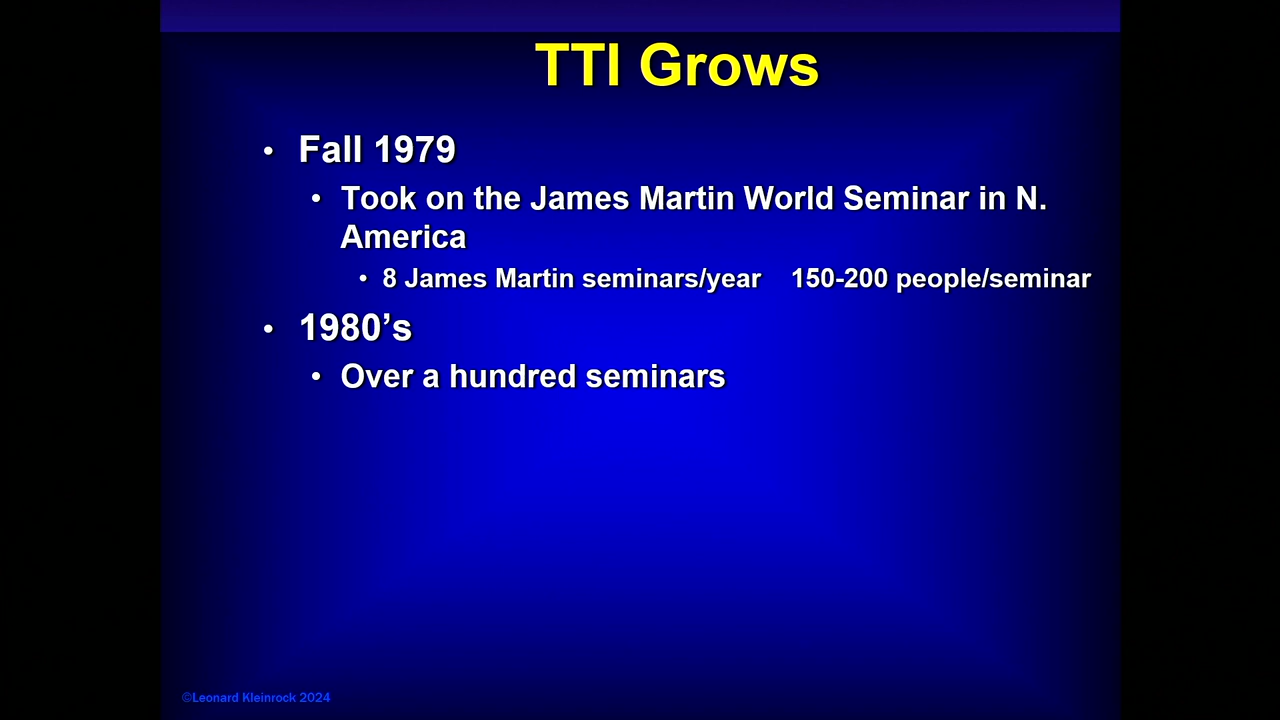 TTI Grows
• Fall 1979
• Took on the James Martin World Seminar in N.
America
• 8 James Martin seminars/year 150-200 people/seminar
• 1980’s
• Over a hundred seminars
©Leonard Kleinrock 2024